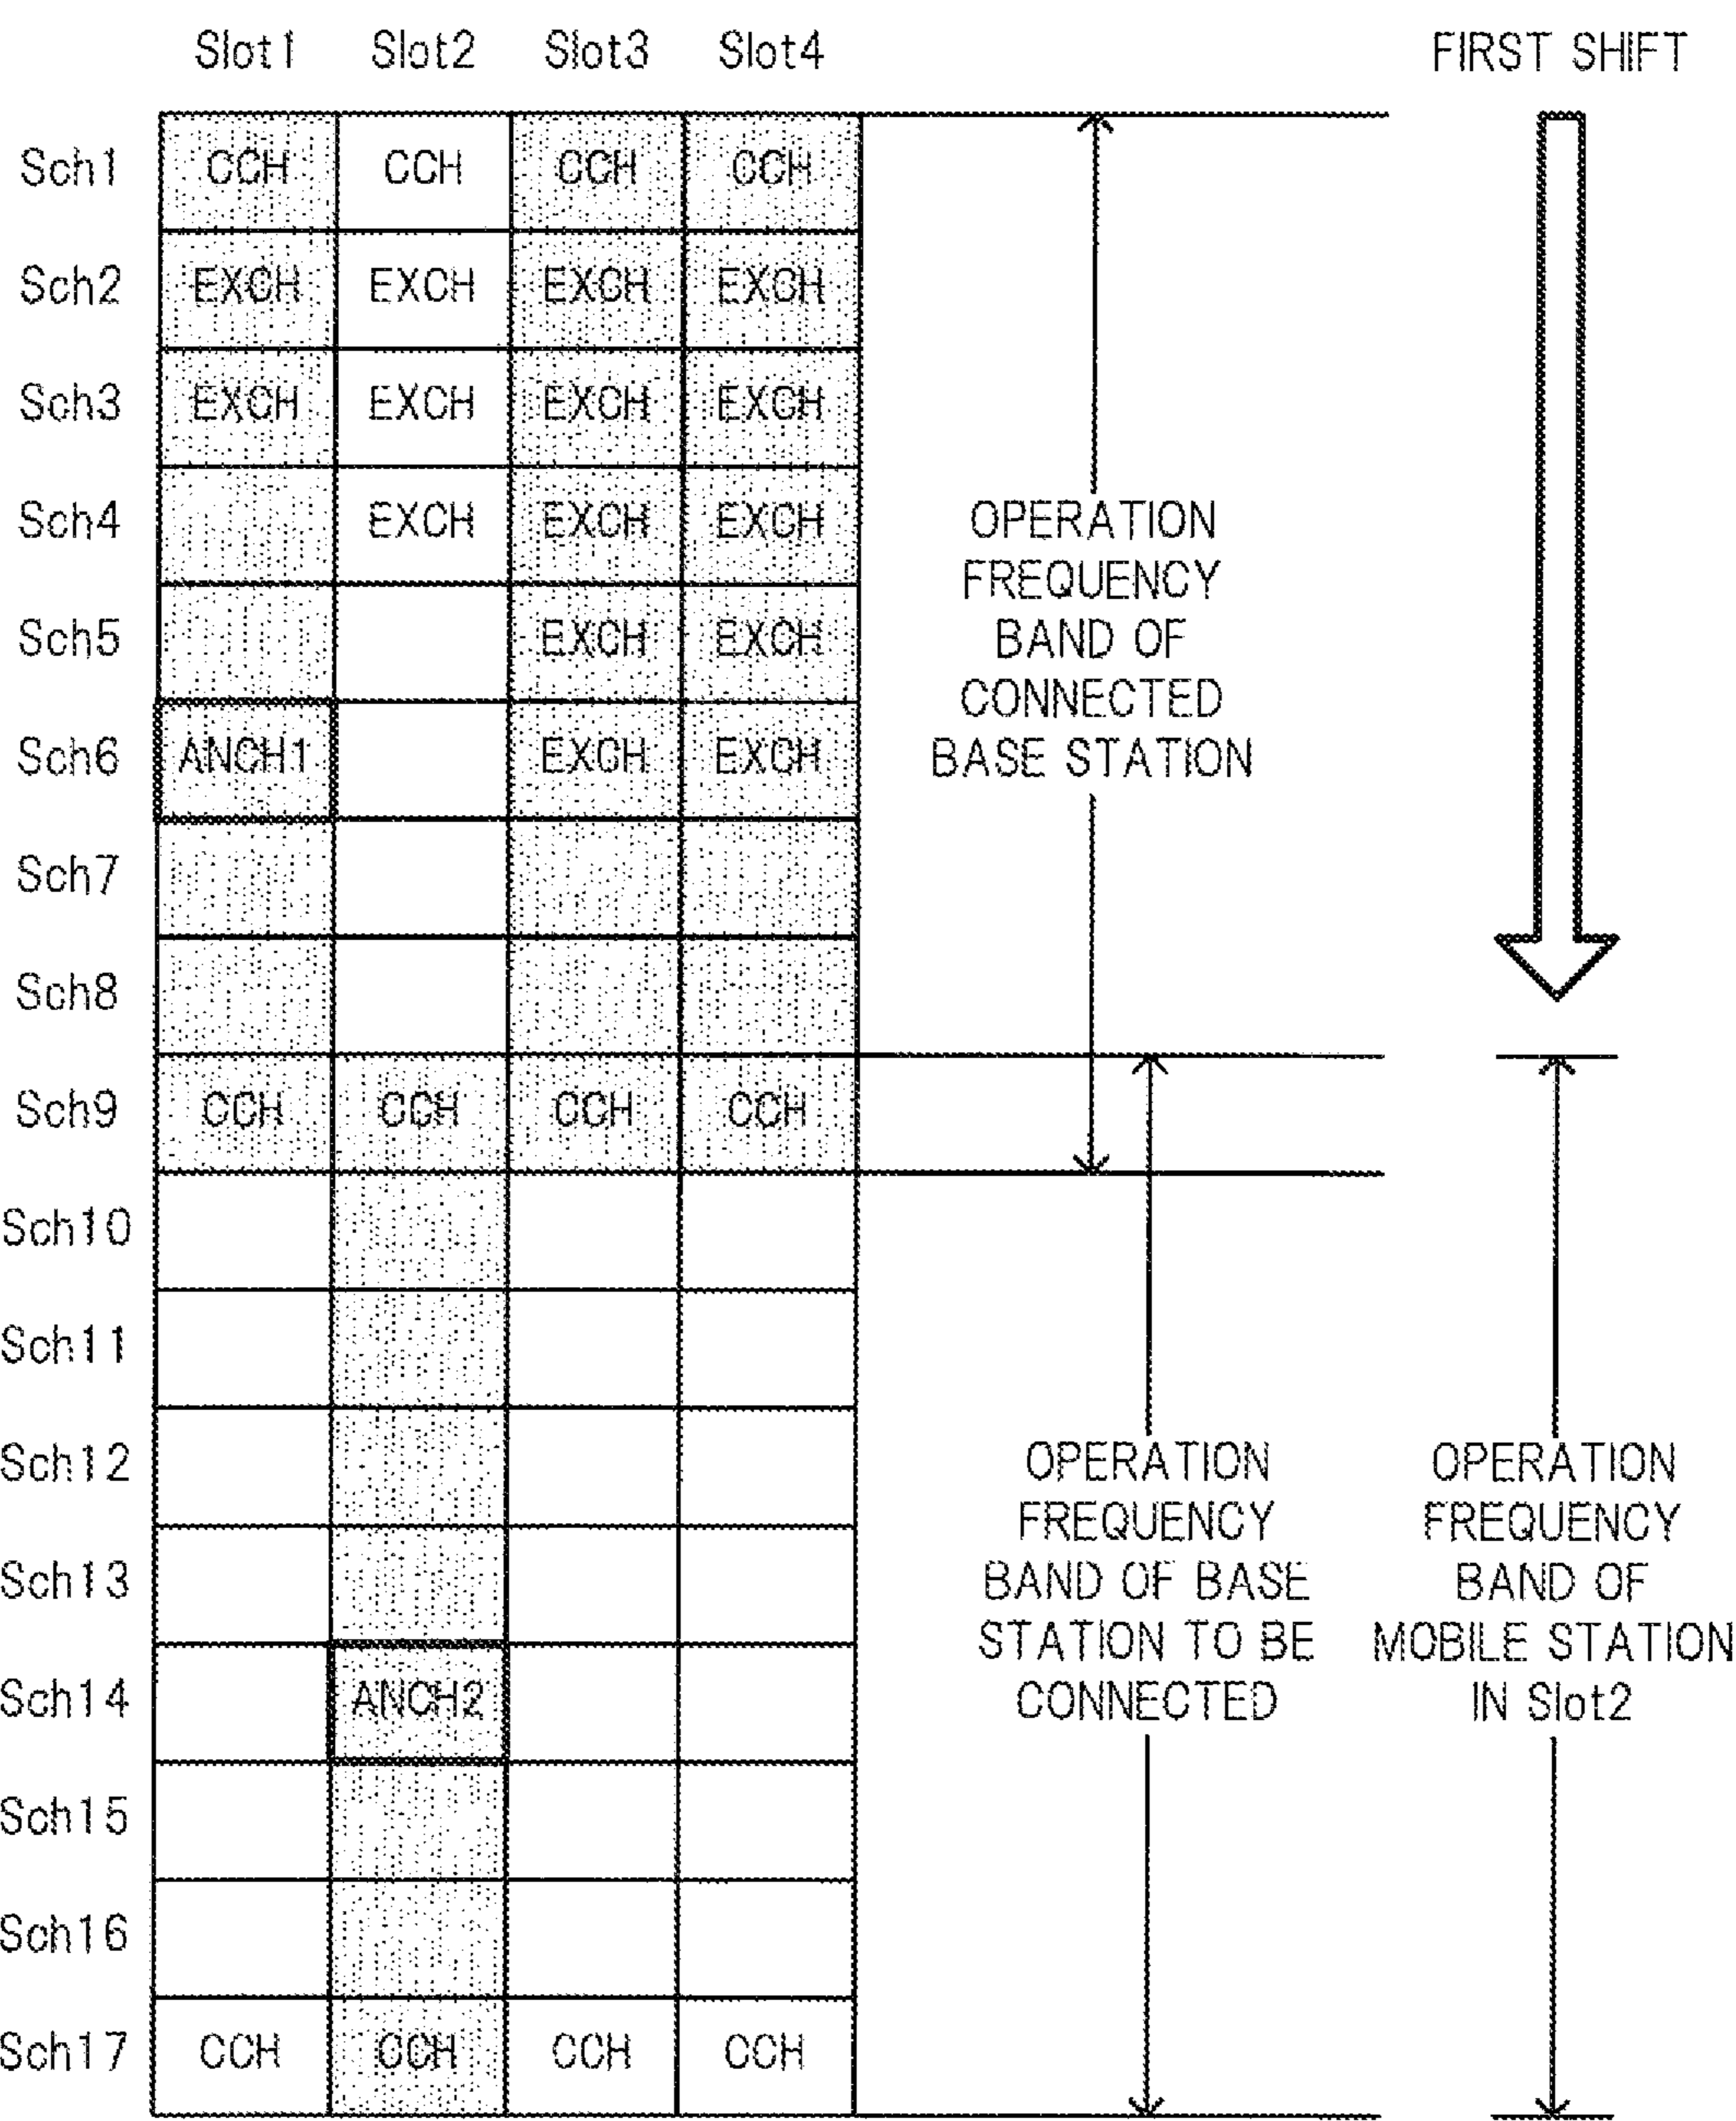 Slot1 Slot2 Slot3 Slot4 FIRST SHIFT
Sch1 CCH CCH CCH CCH
Sch2 EXCH EXCH EXCH EXCH
Sch3 EXCH EXCH EXCH EXCH
Sch4 EXCH EXCH EXCH
Sch5 EXCH EXCH
Sch6 ANCH1 EXCH EXCH
Sch7
Sch8
Sch9 CCH CCH CCH CCH
Sch10
Sch11
Sch12
Sch13
Sch14 ANCH2
Sch15
Sch16
Sch17 CCH CCH CCH CCH
OPERATION
FREQUENCY
BAND OF
CONNECTED
BASE STATION
OPERATION
FREQUENCY
BAND OF BASE
STATION TO BE
CONNECTED
OPERATION
FREQUENCY
BAND OF
MOBILE STATION
IN Slot2